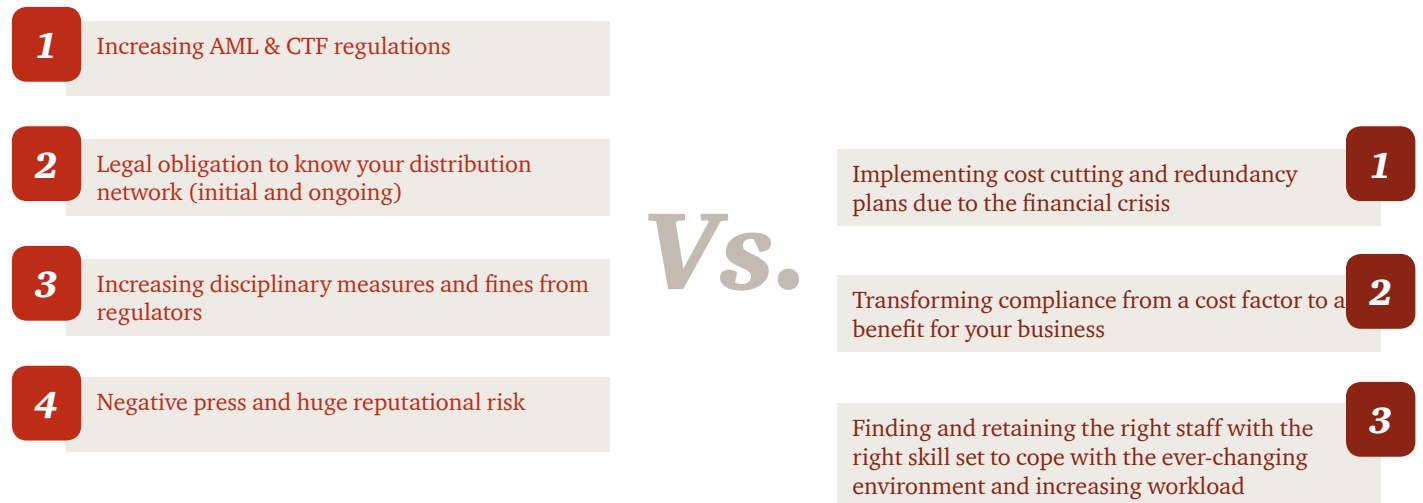 1
Increasing AML & CTF regulations
2
Legal obligation to know your distribution
network (initial and ongoing)
3
Increasing disciplinary measures and fines from
regulators
4
Negative press and huge reputational risk
Vs.
1
Implementing cost cutting and redundancy
plans due to the financial crisis
2
Transforming compliance from a cost factor to a
benefit for your business
3
Finding and retaining the right staff with the
right skill set to cope with the ever-changing
environment and increasing workload